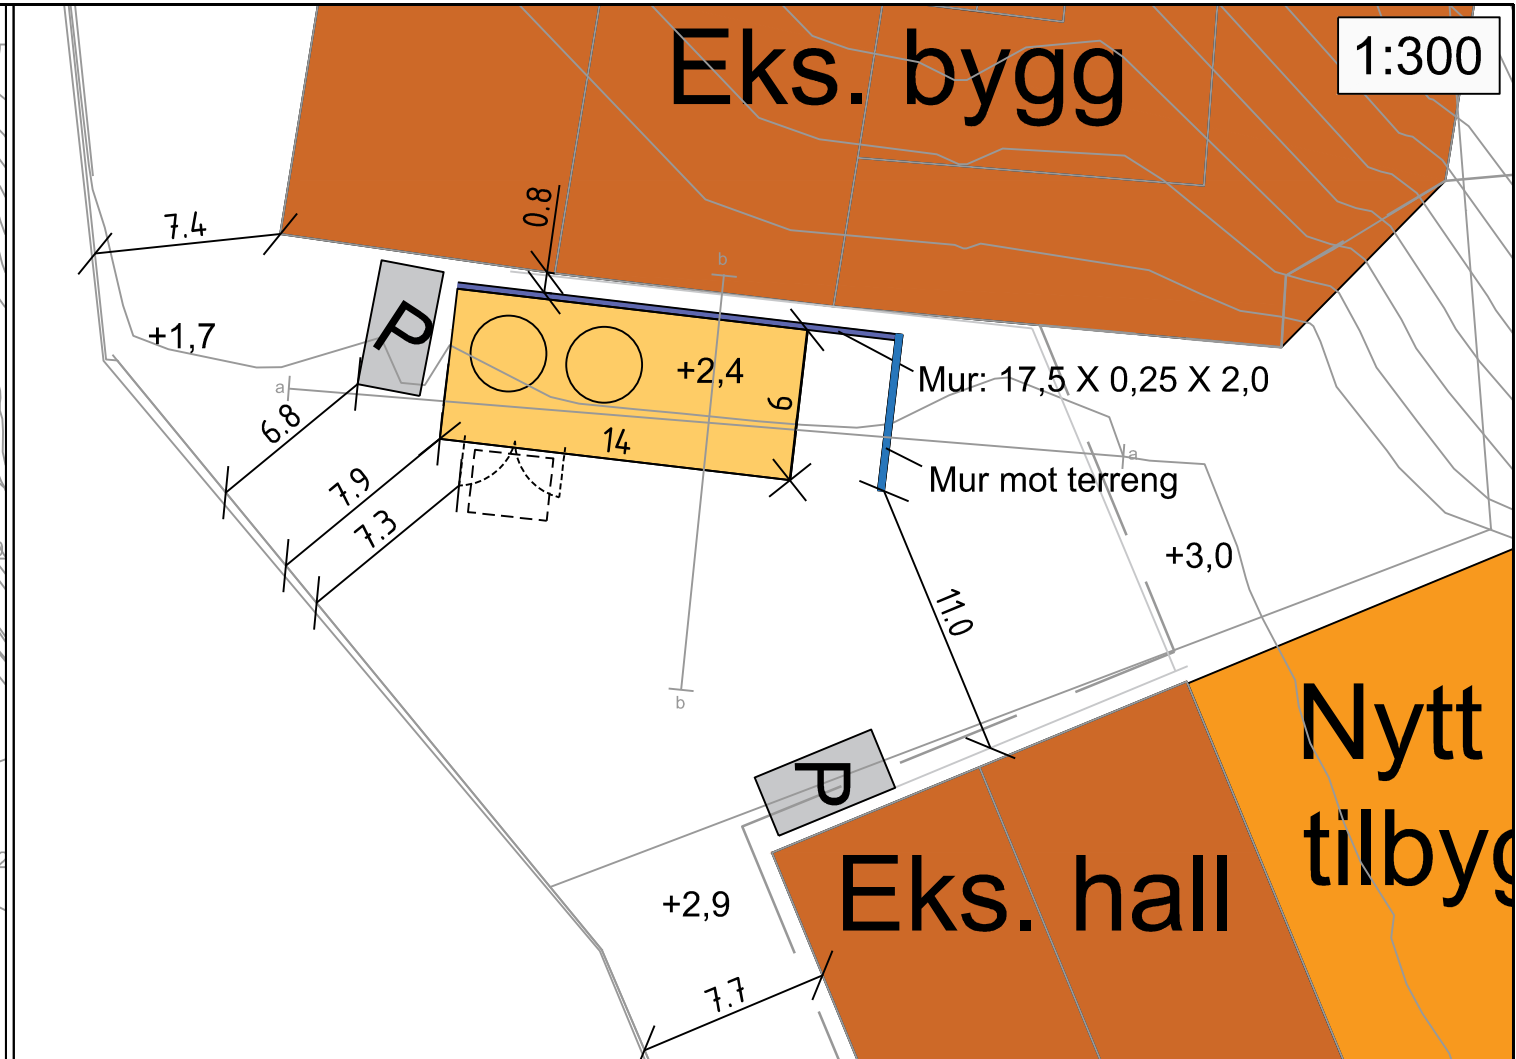 Eks. bygg
1:300
0.8
7.4
b
P
+1,7
+2,4
Mur: 17,5 X 0,25 X 2,0
a
6
6.8
14
a
Mur mot terreng
7.9
7.3
+3,0
11.0
b
Nytt
P
tilbyg
Eks. hall
+2,9
7.7